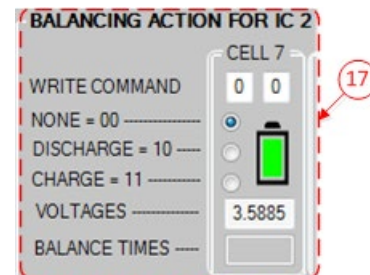 BALANCING ACTION FOR IC 2
CELL 7
WRITE COMMAND 0 0
NONE = 00 --------------
DISCHARGE = 10 -----
CHARGE = 11 ----------
VOLTAGES ------------ 3.5885
BALANCE TIMES -----
17